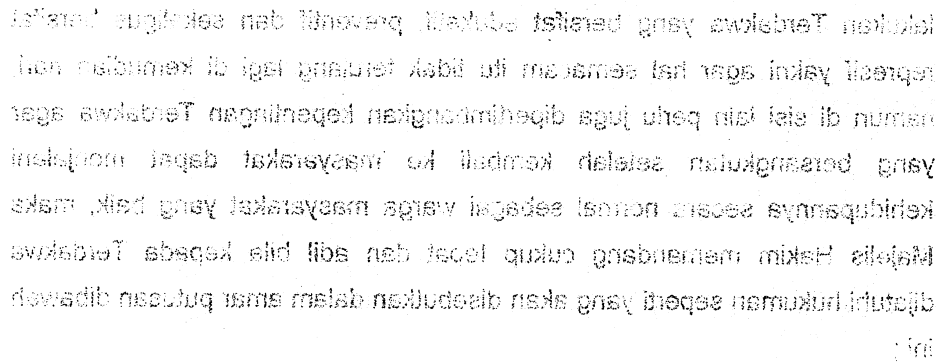 lakukan Terdakwa yang bersifat edukatif, preventif dan sekaligus bersifat
represif yakni agar hal semacam itu tidak terulang lagi di kemudian hari,
namun di sisi lain perlu juga dipertimbangkan kepentingan Terdakwa agar
yang bersangkutan setelah kembali ke masyarakat dapat menjalani
kehidupannya secara normal sebagai warga masyarakat yang baik, maka
Majelis Hakim memandang cukup tepat dan adil bila kepada Terdakwa
dijatuhi hukuman seperti yang akan disebutkan dalam amar putusan dibawah
ini ;